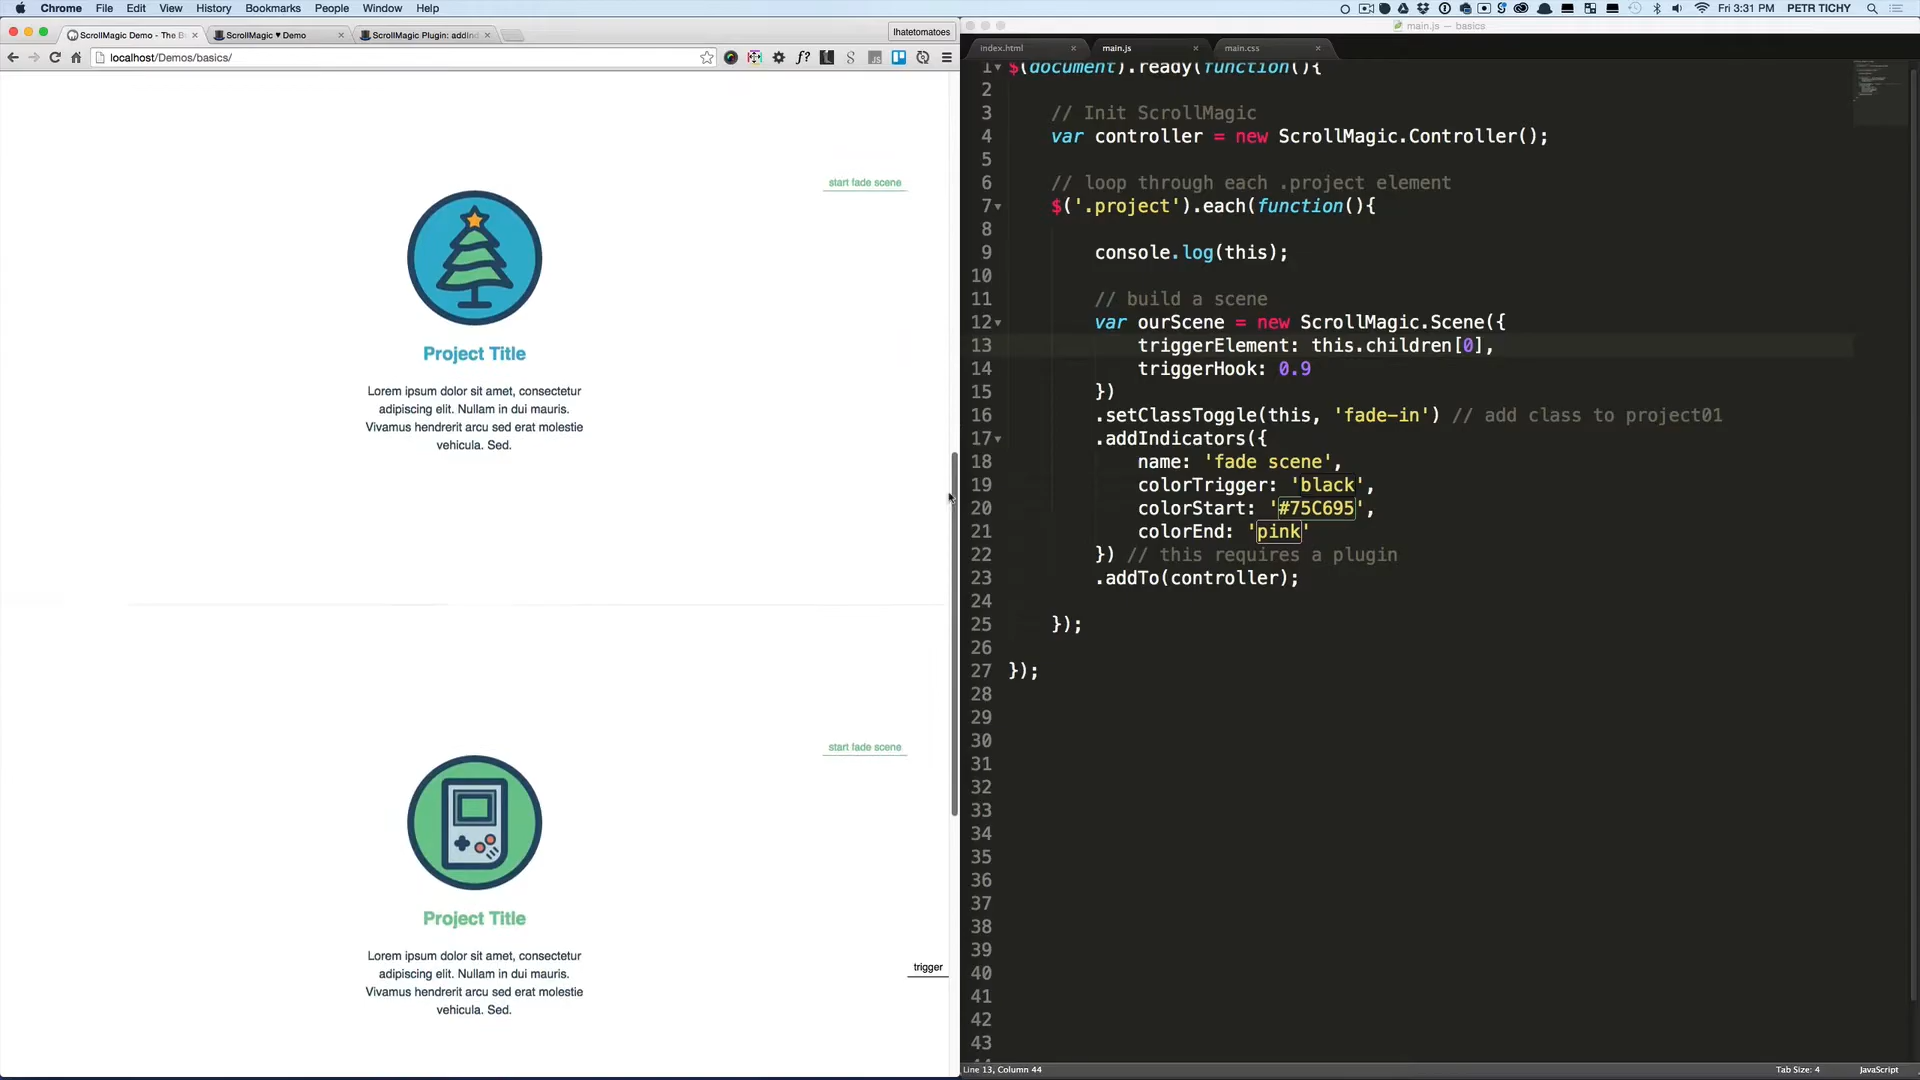 Chrome File Edit View History Bookmarks People Window Help
Fri 3:31 PM PETR TICHY
ScrollMagic Demo - The B
ScrollMagic ♥ Demo
ScrollMagic Plugin: addInd
Ihatetomatoes
localhost/Demos/basics/
start fade scene
Project Title
Lorem ipsum dolor sit amet, consectetur
adipiscing elit. Nullam in dui mauris.
Vivamus hendrerit arcu sed erat molestie
vehicula. Sed.
start fade scene
Project Title
Lorem ipsum dolor sit amet, consectetur
adipiscing elit. Nullam in dui mauris.
Vivamus hendrerit arcu sed erat molestie
vehicula. Sed.
trigger
main.js — basics
index.html main.js main.css
1 $(document).ready(function(){
2
3 // Init ScrollMagic
4 var controller = new ScrollMagic.Controller();
5
6 // loop through each .project element
7 $('.project').each(function(){
8
9 console.log(this);
10
11 // build a scene
12 var ourScene = new ScrollMagic.Scene({
13 triggerElement: this.children[0],
14 triggerHook: 0.9
15 })
16 .setClassToggle(this, 'fade-in') // add class to project01
17 .addIndicators({
18 name: 'fade scene',
19 colorTrigger: 'black',
20 colorStart: '#75C695',
21 colorEnd: 'pink'
22 }) // this requires a plugin
23 .addTo(controller);
24
25 });
26
27 });
28
29
30
31
32
33
34
35
36
37
38
39
40
41
42
43
Line 13, Column 44
Tab Size: 4
JavaScript